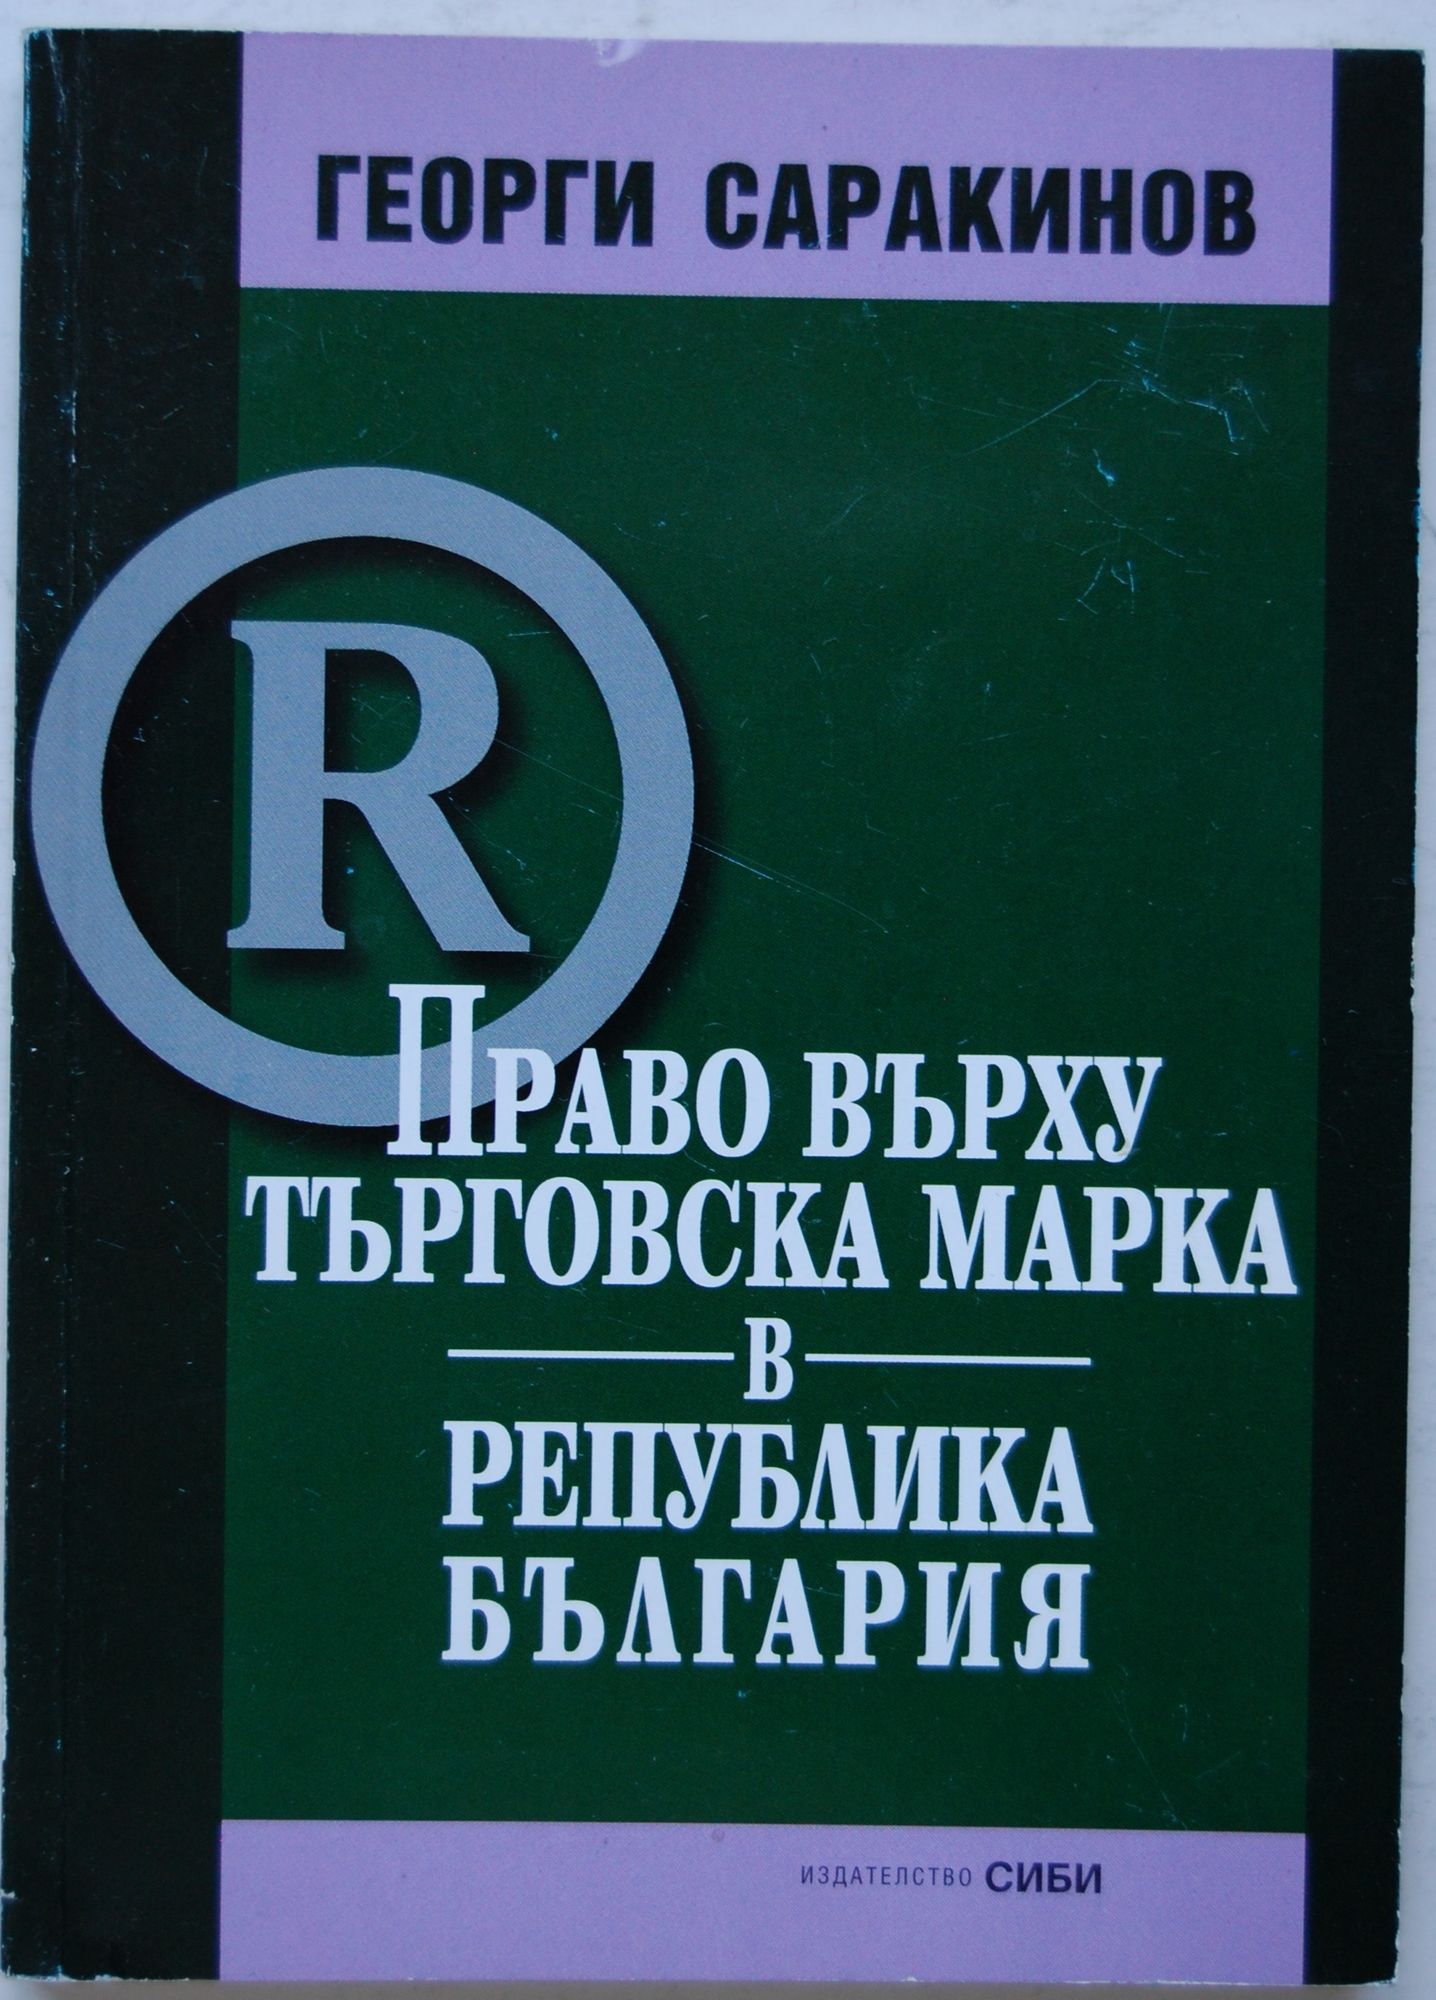 ГЕОРГИ САРАКИНОВ
R
ПРАВО ВЪРХУ
ТЪРГОВСКА МАРКА
В
РЕПУБЛИКА
БЪЛГАРИЯ
ИЗДАТЕЛСТВО СИБИ